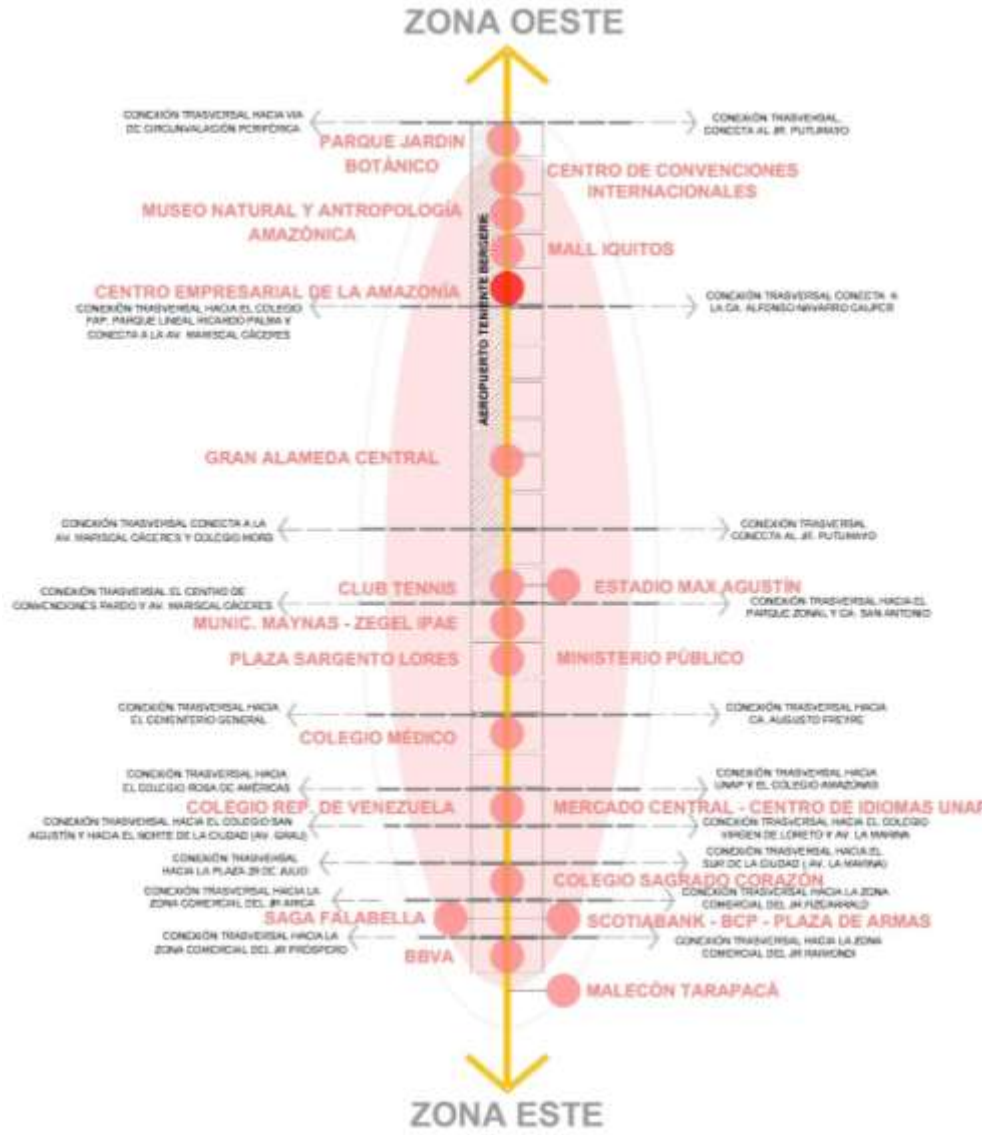 ZONA OESTE
CONEXIÓN TRASVERSAL HACIA VIA
DE CIRCUNVALACION PERIFÉRICA
CONEXIÓN TRASVERSAL,
CONECTA AL JR. PUTUMAYO
PARQUE JARDIN
BOTÁNICO
CENTRO DE CONVENCIONES
INTERNACIONALES
MUSEO NATURAL Y ANTROPOLOGÍA
AMAZÓNICA
MALL IQUITOS
AEROPUERTO TENIENTE BERGERIE
CENTRO EMPRESARIAL DE LA AMAZONÍA
CONEXIÓN TRASVERSAL HACIA EL COLEGIO
FAP. PARQUE LINEAL RICARDO PALMA Y
CONECTA A LA AV. MARISCAL CÁCERES
CONEXIÓN TRASVERSAL CONECTA A
LA CA. ALFONSO NAVARRO CAUPER
GRAN ALAMEDA CENTRAL
CONEXIÓN TRASVERSAL CONECTA A LA
AV. MARISCAL CÁCERES Y COLEGIO MORB
CONEXIÓN TRASVERSAL
CONECTA AL JR. PUTUMAYO
CLUB TENNIS
ESTADIO MAX AGUSTÍN
CONEXIÓN TRASVERSAL EL CENTRO DE
CONVENCIONES PARDO Y AV. MARISCAL CÁCERES
CONEXIÓN TRASVERSAL HACIA EL
PARQUE ZONAL Y CA. SAN ANTONIO
MUNIC. MAYNAS - ZEGEL IPAE
PLAZA SARGENTO LORES
MINISTERIO PÚBLICO
CONEXIÓN TRASVERSAL HACIA
EL CEMENTERIO GENERAL
CONEXIÓN TRASVERSAL HACIA
CA. AUGUSTO FREYRE
COLEGIO MÉDICO
CONEXIÓN TRASVERSAL HACIA
EL COLEGIO ROSA DE AMÉRICAS
CONEXIÓN TRASVERSAL HACIA
UNAP Y EL COLEGIO AMAZONAS
COLEGIO REP. DE VENEZUELA
MERCADO CENTRAL - CENTRO DE IDIOMAS UNAP
CONEXIÓN TRASVERSAL HACIA EL COLEGIO SAN
AGUSTÍN Y HACIA EL NORTE DE LA CIUDAD (AV. GRAU)
CONEXIÓN TRASVERSAL HACIA EL COLEGIO
VIRGEN DE LORETO Y AV. LA MARINA
CONEXIÓN TRASVERSAL
HACIA LA PLAZA 28 DE JULIO
CONEXIÓN TRASVERSAL HACIA EL
SUR DE LA CIUDAD ( AV. LA MARINA)
COLEGIO SAGRADO CORAZÓN
CONEXIÓN TRASVERSAL HACIA LA
ZONA COMERCIAL DEL JR ARICA
CONEXIÓN TRASVERSAL HACIA LA ZONA
COMERCIAL DEL JR FIZCARRALD
SAGA FALABELLA
SCOTIABANK - BCP - PLAZA DE ARMAS
CONEXIÓN TRASVERSAL HACIA LA
ZONA COMERCIAL DEL JR PRÓSPERO
CONEXIÓN TRASVERSAL HACIA LA ZONA
COMERCIAL DEL JR RAIMONDI
BBVA
MALECÓN TARAPACÁ
ZONA ESTE